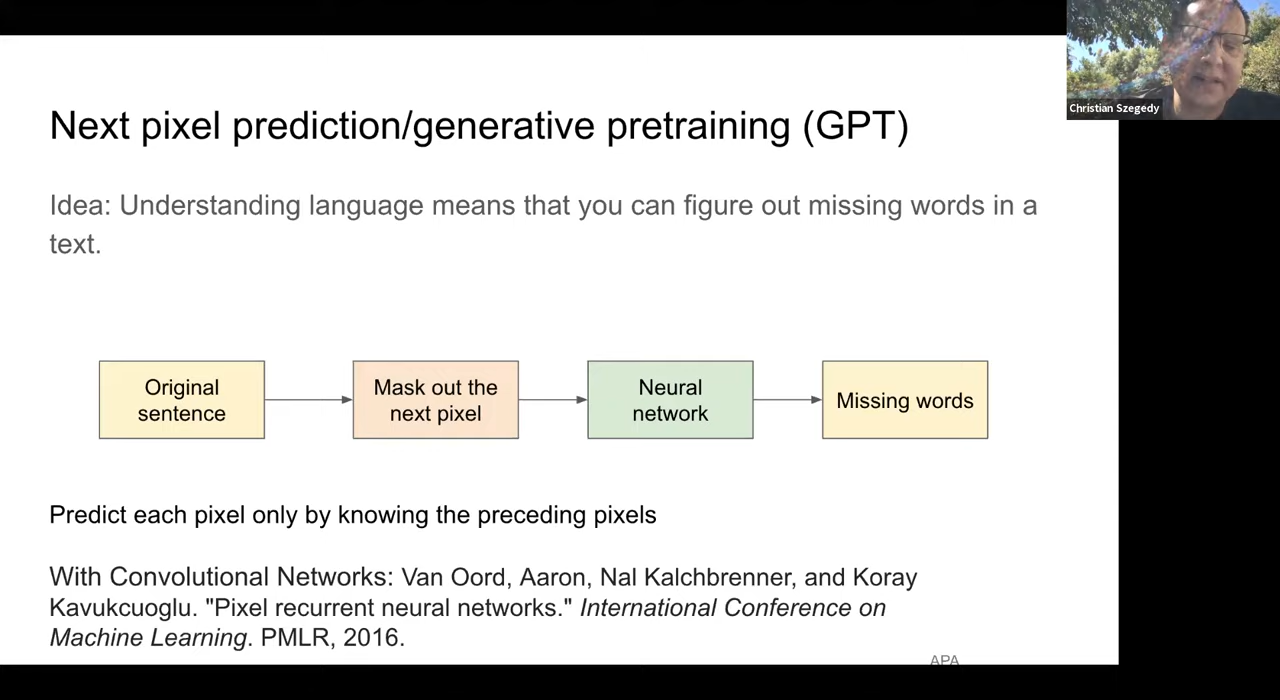 Christian Szegedy
Next pixel prediction/generative pretraining (GPT)
Idea: Understanding language means that you can figure out missing words in a
text.
Original
sentence
Mask out the
next pixel
Neural
network
Missing words
Predict each pixel only by knowing the preceding pixels
With Convolutional Networks: Van Oord, Aaron, Nal Kalchbrenner, and Koray
Kavukcuoglu. "Pixel recurrent neural networks." International Conference on
Machine Learning. PMLR, 2016.
APA